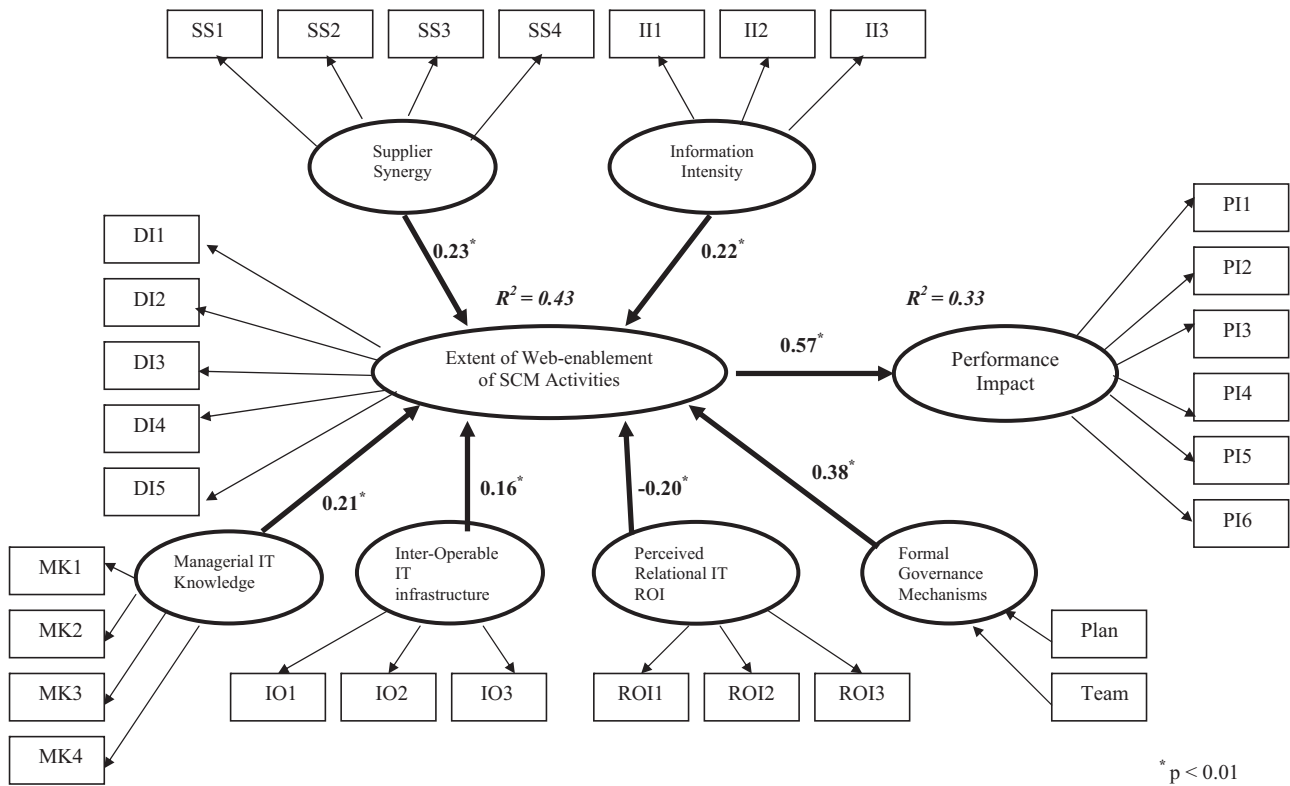 SS1
SS2
SS3
SS4
II1
II2
II3
Supplier
Synergy
Information
Intensity
DI1
DI2
DI3
DI4
DI5
0.23*
0.22*
R² = 0.43
R² = 0.33
Extent of Web-enablement
of SCM Activities
0.57*
Performance
Impact
PI1
PI2
PI3
PI4
PI5
PI6
0.21*
0.16*
-0.20*
0.38*
Managerial IT
Knowledge
Inter-Operable
IT
infrastructure
Perceived
Relational IT
ROI
Formal
Governance
Mechanisms
MK1
MK2
MK3
MK4
IO1
IO2
IO3
ROI1
ROI2
ROI3
Plan
Team
* p < 0.01